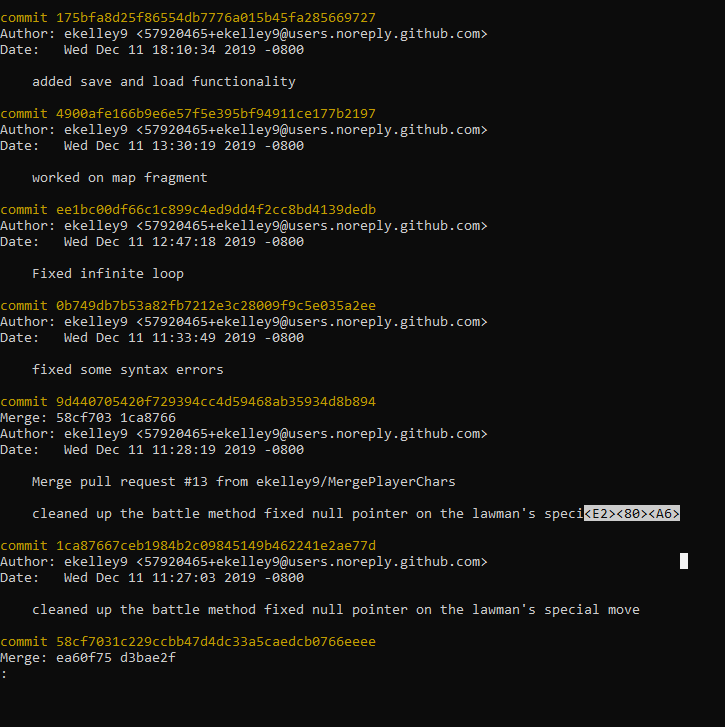 commit 175bfa8d25f86554db7776a015b45fa285669727
Author: ekelley9 <57920465+ekelley9@users.noreply.github.com>
Date:   Wed Dec 11 18:10:34 2019 -0800
    added save and load functionality
commit 4900afe166b9e6e57f5e395bf94911ce177b2197
Author: ekelley9 <57920465+ekelley9@users.noreply.github.com>
Date:   Wed Dec 11 13:30:19 2019 -0800
    worked on map fragment
commit ee1bc00df66c1c899c4ed9dd4f2cc8bd4139dedb
Author: ekelley9 <57920465+ekelley9@users.noreply.github.com>
Date:   Wed Dec 11 12:47:18 2019 -0800
    Fixed infinite loop
commit 0b749db7b53a82fb7212e3c28009f9c5e035a2ee
Author: ekelley9 <57920465+ekelley9@users.noreply.github.com>
Date:   Wed Dec 11 11:33:49 2019 -0800
    fixed some syntax errors
commit 9d440705420f729394cc4d59468ab35934d8b894
Merge: 58cf703 1ca8766
Author: ekelley9 <57920465+ekelley9@users.noreply.github.com>
Date:   Wed Dec 11 11:28:19 2019 -0800
    Merge pull request #13 from ekelley9/MergePlayerChars
    cleaned up the battle method fixed null pointer on the lawman's speci<E2><80><A6>
commit 1ca87667ceb1984b2c09845149b462241e2ae77d
Author: ekelley9 <57920465+ekelley9@users.noreply.github.com>
Date:   Wed Dec 11 11:27:03 2019 -0800
    cleaned up the battle method fixed null pointer on the lawman's special move
commit 58cf7031c229ccbb47d4dc33a5caedcb0766eeee
Merge: ea60f75 d3bae2f
: